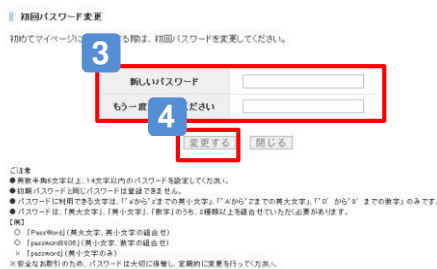 初回パスワード変更
初めてマイページに する際は、初回パスワードを変更してください。
3
新しいパスワード
もう一度 ださい
4
変更する 閉じる
ご注意
●英数半角6文字以上、14文字以内のパスワードを設定してください。
●初期パスワードと同じパスワードは登録できません。
●パスワードに利用できる文字は、「'a'から'z'までの英小文字」、「'A'から'Z'までの英大文字」、「'0' から'9' までの数字」のみです。
●パスワードは、「英大文字」、「英小文字」、「数字」のうち、2種類以上を組合せていただく必要があります。
【例】
○ 「PassWord」(英大文字、英小文字の組合せ)
○ 「password8006」(英小文字、数字の組合せ)
× 「password」(英小文字のみ)
※安全なお取引のため、パスワードは大切に保管し、定期的に変更を行ってください。